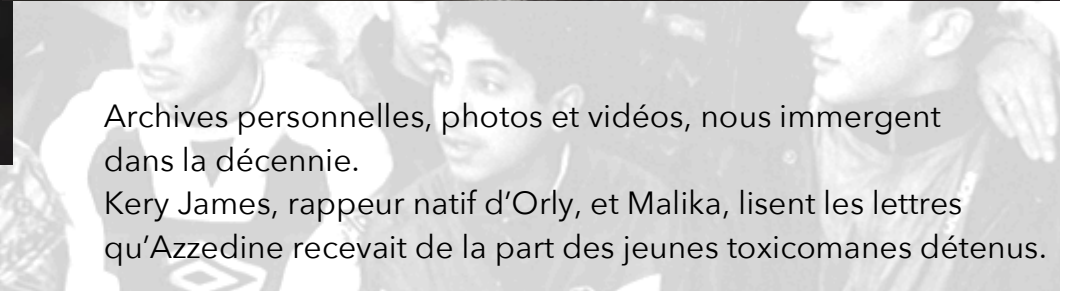 Archives personnelles, photos et vidéos, nous immergent
dans la décennie.
Kery James, rappeur natif d’Orly, et Malika, lisent les lettres
qu’Azzedine recevait de la part des jeunes toxicomanes détenus.